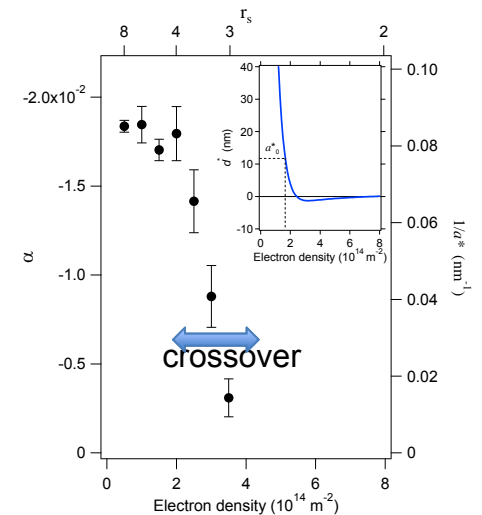 r_s
8 4 3 2
-2.0x10^-2
-1.5
-1.0
-0.5
0
α
0.10
0.08
0.06
0.04
0.02
0
1/a* (nm^-1)
40
30
20
10
0
-10
d* (nm)
a*_0
0 2 4 6 8
Electron density (10^14 m^-2)
crossover
0 2 4 6 8
Electron density (10^14 m^-2)